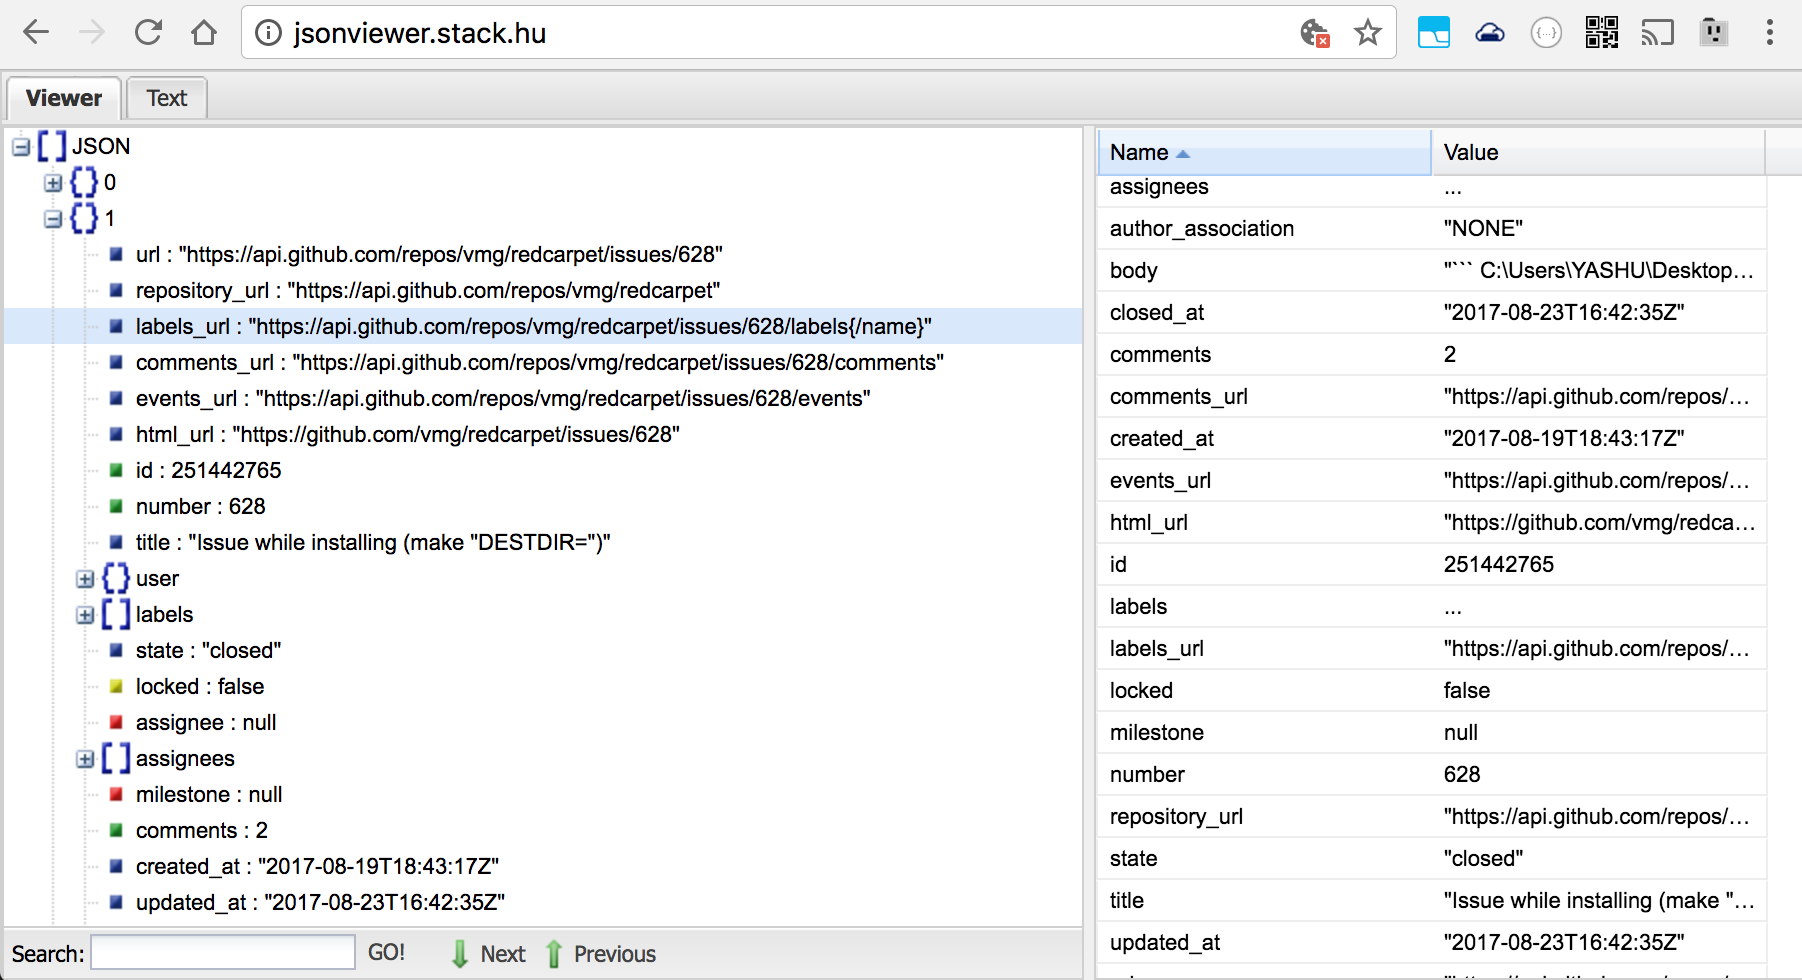 jsonviewer.stack.hu
Viewer
Text
JSON
0
1
url : "https://api.github.com/repos/vmg/redcarpet/issues/628"
repository_url : "https://api.github.com/repos/vmg/redcarpet"
labels_url : "https://api.github.com/repos/vmg/redcarpet/issues/628/labels{/name}"
comments_url : "https://api.github.com/repos/vmg/redcarpet/issues/628/comments"
events_url : "https://api.github.com/repos/vmg/redcarpet/issues/628/events"
html_url : "https://github.com/vmg/redcarpet/issues/628"
id : 251442765
number : 628
title : "Issue while installing (make "DESTDIR=")"
user
labels
state : "closed"
locked : false
assignee : null
assignees
milestone : null
comments : 2
created_at : "2017-08-19T18:43:17Z"
updated_at : "2017-08-23T16:42:35Z"
Search:
GO!
Next
Previous
Name Value
assignees ...
author_association "NONE"
body "``` C:\Users\YASHU\Desktop...
closed_at "2017-08-23T16:42:35Z"
comments 2
comments_url "https://api.github.com/repos/...
created_at "2017-08-19T18:43:17Z"
events_url "https://api.github.com/repos/...
html_url "https://github.com/vmg/redca...
id 251442765
labels ...
labels_url "https://api.github.com/repos/...
locked false
milestone null
number 628
repository_url "https://api.github.com/repos/...
state "closed"
title "Issue while installing (make "...
updated_at "2017-08-23T16:42:35Z"